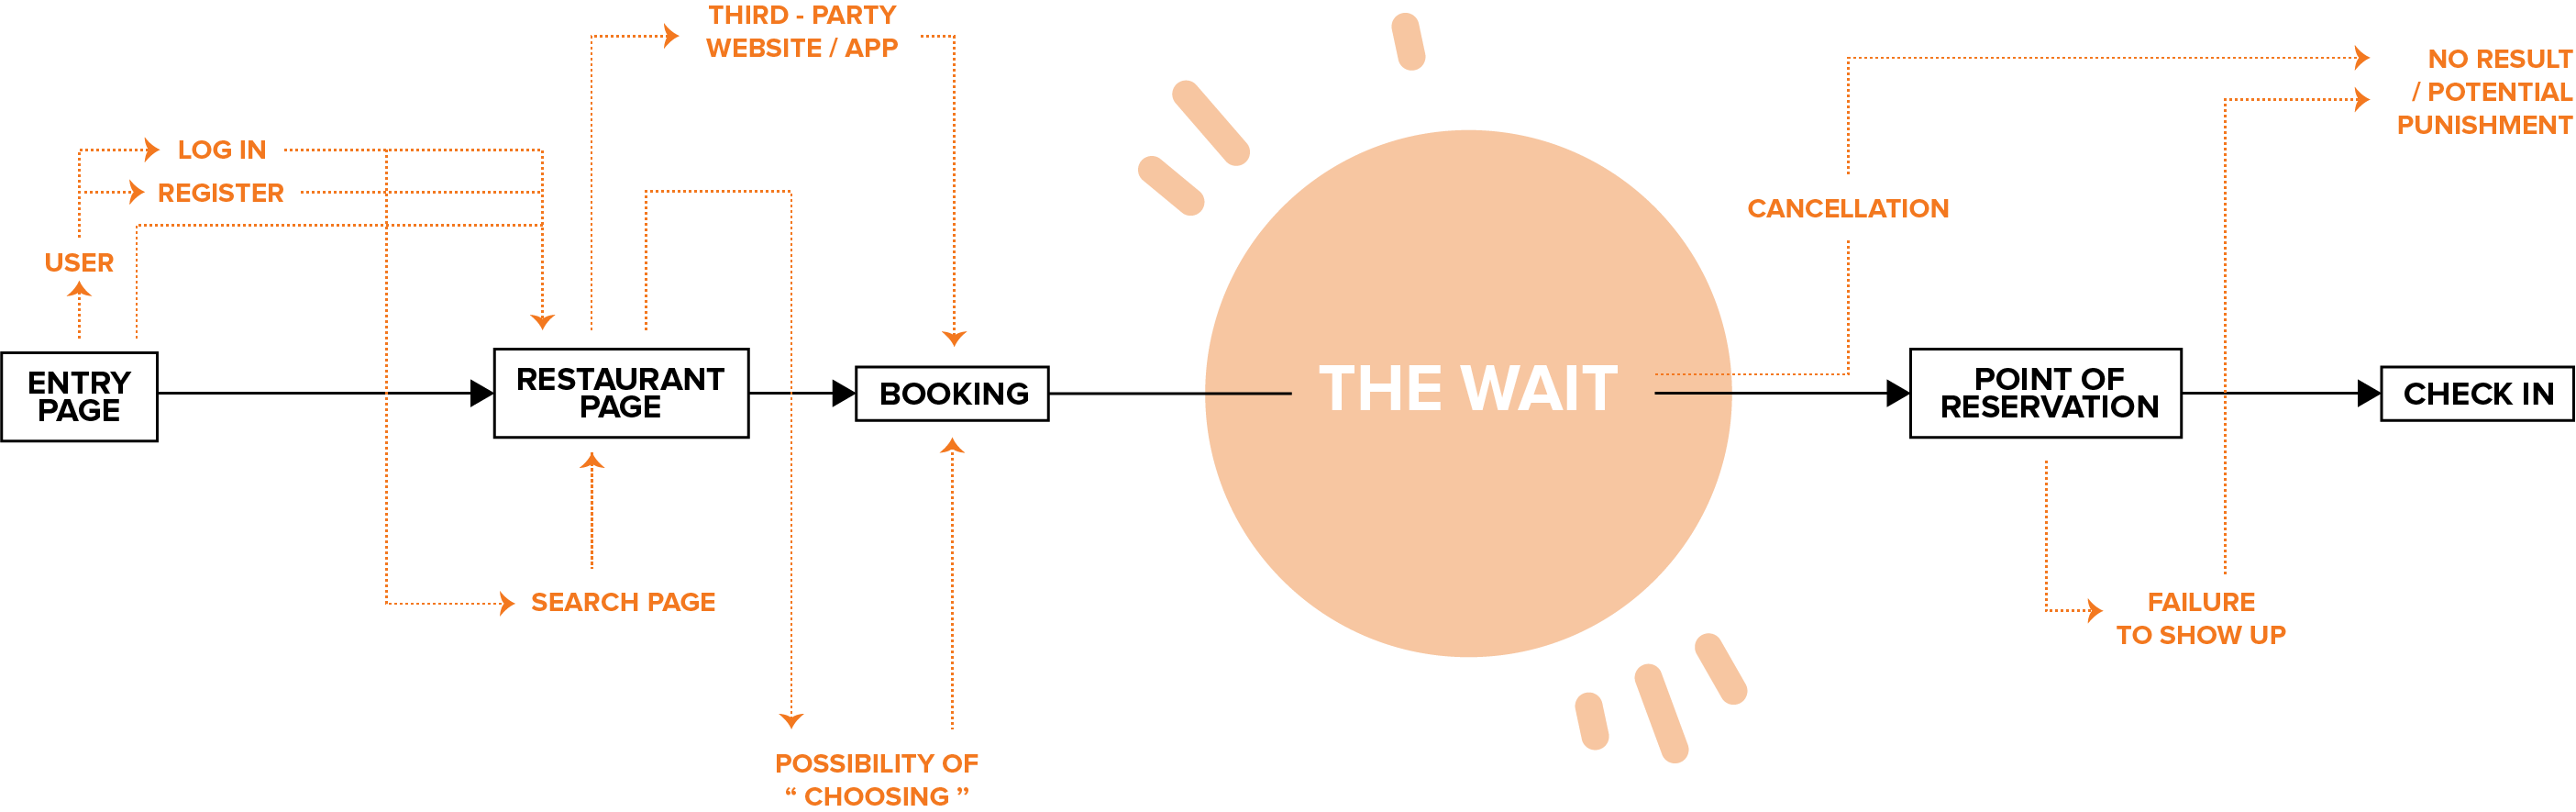 THIRD - PARTY
WEBSITE / APP
NO RESULT
/ POTENTIAL
PUNISHMENT
LOG IN
REGISTER
CANCELLATION
USER
ENTRY
PAGE
RESTAURANT
PAGE
BOOKING
THE WAIT
POINT OF
RESERVATION
CHECK IN
SEARCH PAGE
FAILURE
TO SHOW UP
POSSIBILITY OF
“ CHOOSING ”